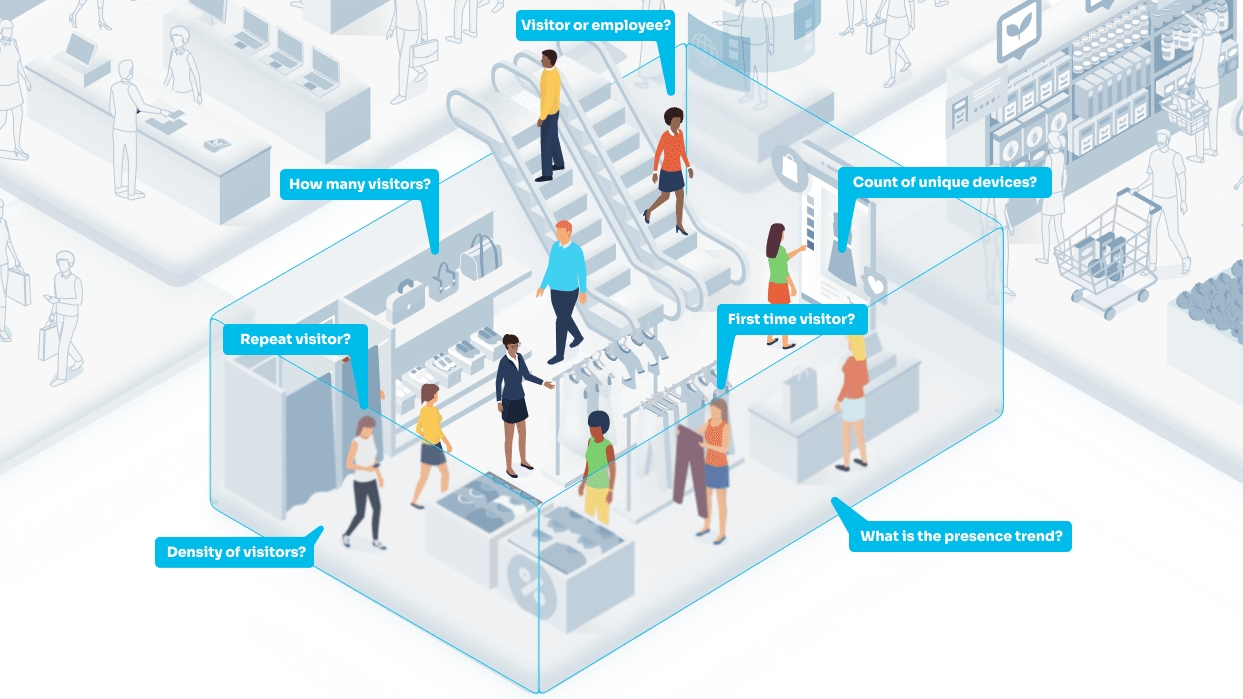 Visitor or employee?
How many visitors?
Count of unique devices?
First time visitor?
Repeat visitor?
What is the presence trend?
Density of visitors?